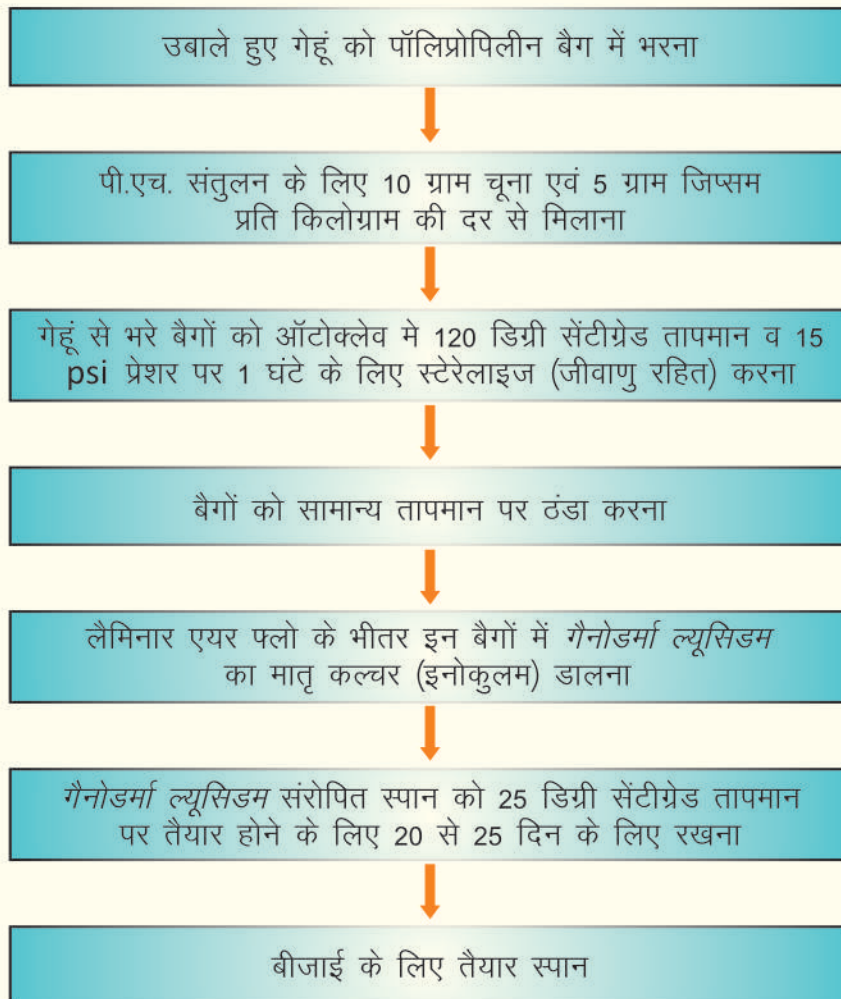 उबाले हुए गेहूं को पॉलिप्रोपिलीन बैग में भरना
पी.एच. संतुलन के लिए 10 ग्राम चूना एवं 5 ग्राम जिप्सम
प्रति किलोग्राम की दर से मिलाना
गेहूं से भरे बैगों को ऑटोक्लेव मे 120 डिग्री सेंटीग्रेड तापमान व 15
psi प्रेशर पर 1 घंटे के लिए स्टेरेलाइज (जीवाणु रहित) करना
बैगों को सामान्य तापमान पर ठंडा करना
लैमिनार एयर फ्लो के भीतर इन बैगों में गैनोडर्मा ल्यूसिडम
का मातृ कल्चर (इनोकुलम) डालना
गैनोडर्मा ल्यूसिडम संरोपित स्पान को 25 डिग्री सेंटीग्रेड तापमान
पर तैयार होने के लिए 20 से 25 दिन के लिए रखना
बीजाई के लिए तैयार स्पान